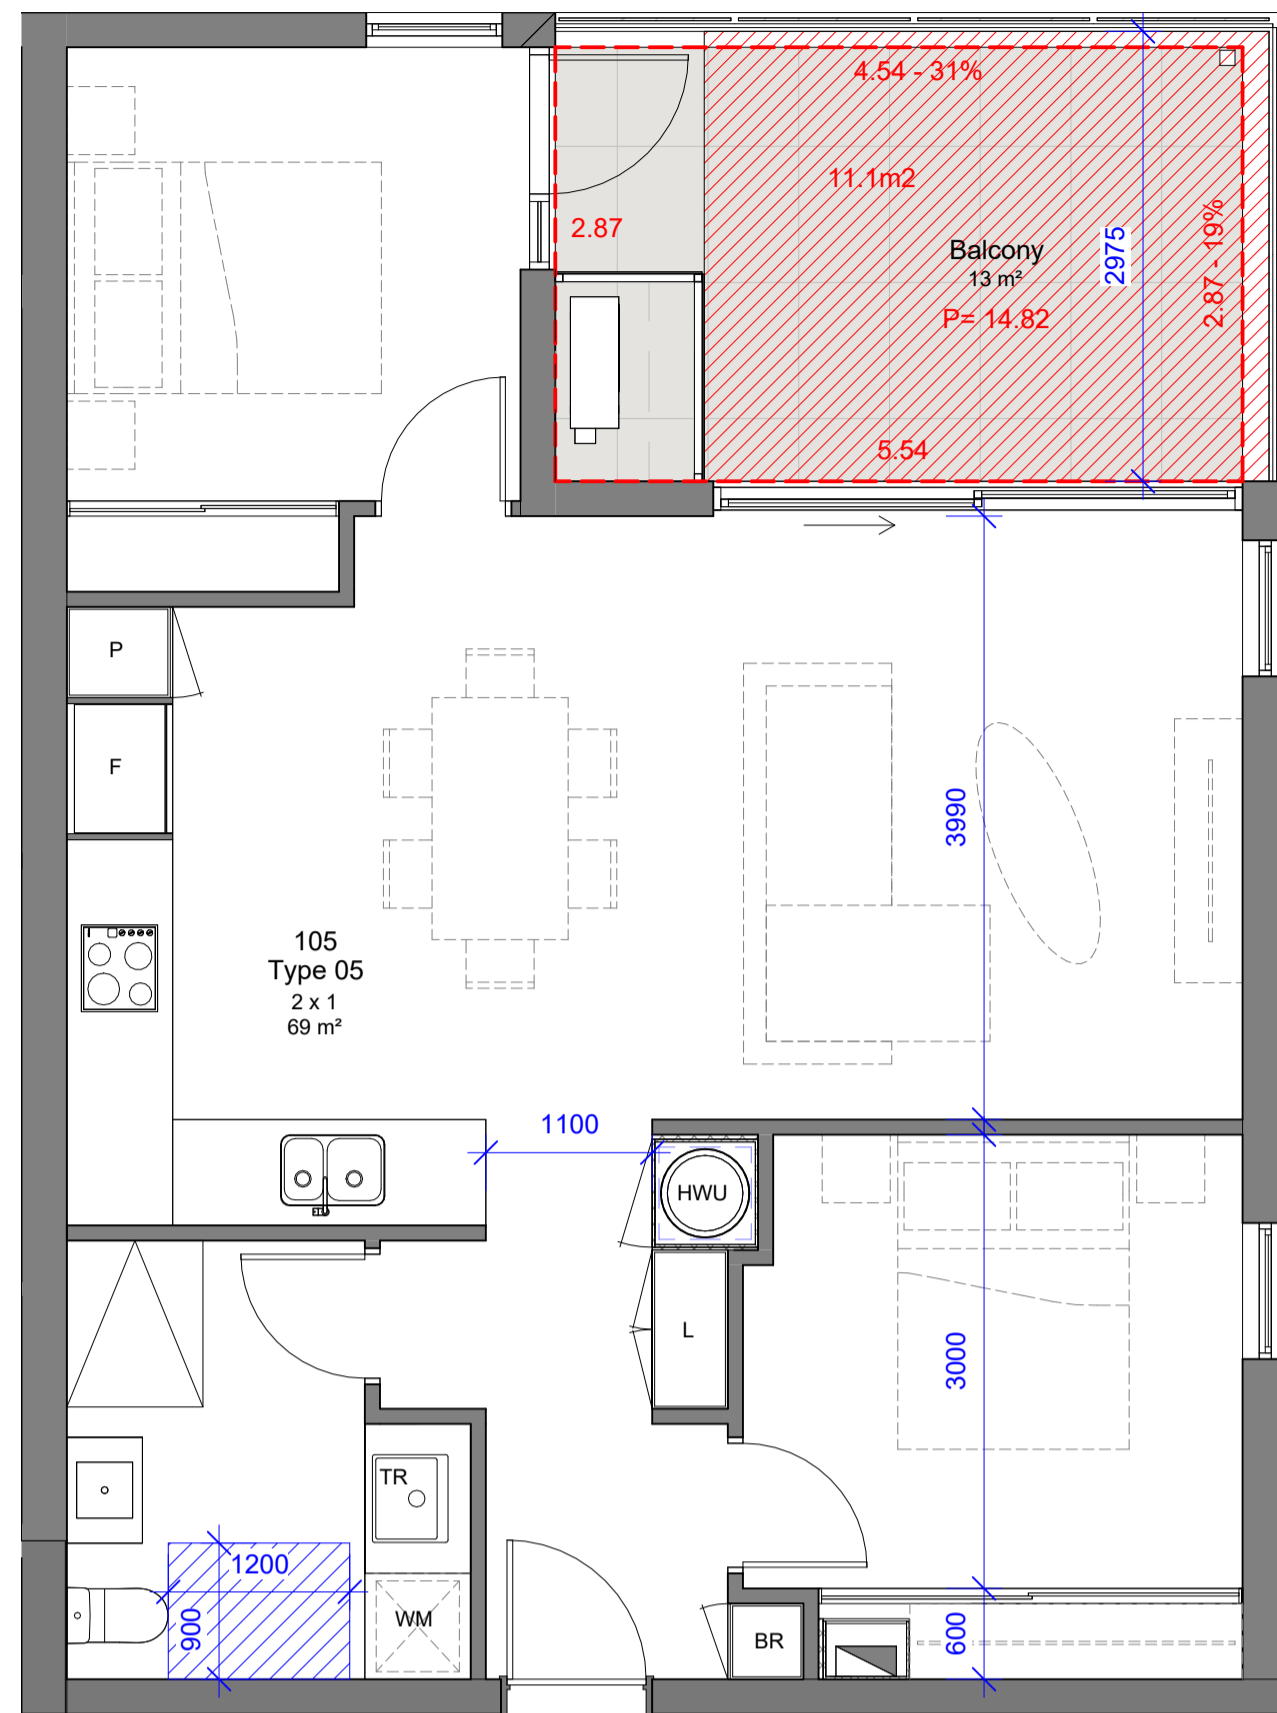 4.54 - 31%
11.1m2
2.87
Balcony
13 m²
2975
2.87 - 19%
P= 14.82
5.54
P
F
3990
105
Type 05
2 x 1
69 m²
1100
HWU
L
3000
TR
1200
900
WM
BR
600